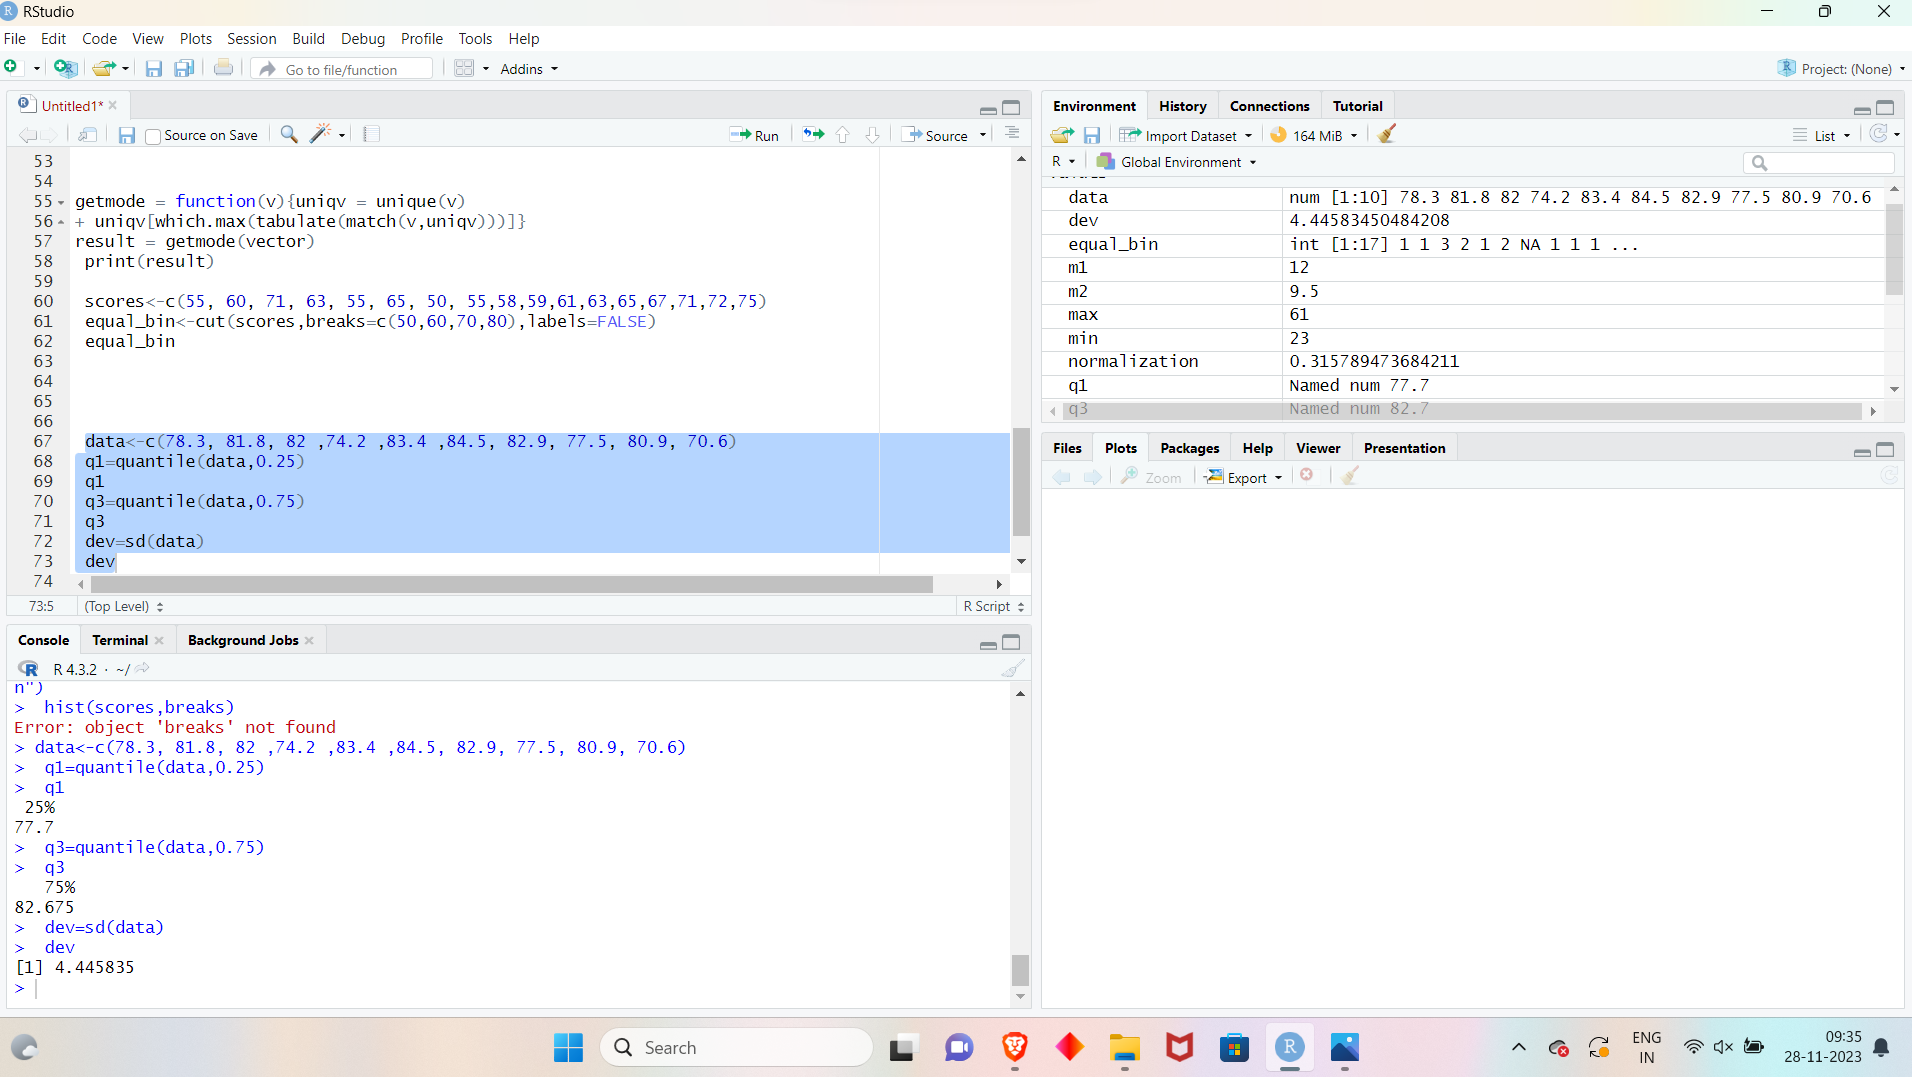 RStudio
File Edit Code View Plots Session Build Debug Profile Tools Help
Go to file/function Addins Project: (None)
Untitled1*
Source on Save Run Source
53
54
55 getmode = function(v){uniqv = unique(v)
56 + uniqv[which.max(tabulate(match(v,uniqv)))]}
57 result = getmode(vector)
58 print(result)
59
60 scores<-c(55, 60, 71, 63, 55, 65, 50, 55,58,59,61,63,65,67,71,72,75)
61 equal_bin<-cut(scores,breaks=c(50,60,70,80),labels=FALSE)
62 equal_bin
63
64
65
66
67 data<-c(78.3, 81.8, 82 ,74.2 ,83.4 ,84.5, 82.9, 77.5, 80.9, 70.6)
68 q1=quantile(data,0.25)
69 q1
70 q3=quantile(data,0.75)
71 q3
72 dev=sd(data)
73 dev
74
73:5 (Top Level) R Script
Console Terminal Background Jobs
R 4.3.2 · ~/
n")
> hist(scores,breaks)
Error: object 'breaks' not found
> data<-c(78.3, 81.8, 82 ,74.2 ,83.4 ,84.5, 82.9, 77.5, 80.9, 70.6)
> q1=quantile(data,0.25)
> q1
25%
77.7
> q3=quantile(data,0.75)
> q3
75%
82.675
> dev=sd(data)
> dev
[1] 4.445835
>
Environment History Connections Tutorial
Import Dataset 164 MiB List
R Global Environment
data num [1:10] 78.3 81.8 82 74.2 83.4 84.5 82.9 77.5 80.9 70.6
dev 4.44583450484208
equal_bin int [1:17] 1 1 3 2 1 2 NA 1 1 1 ...
m1 12
m2 9.5
max 61
min 23
normalization 0.315789473684211
q1 Named num 77.7
q3 Named num 82.7
Files Plots Packages Help Viewer Presentation
Zoom Export
Search
ENG
IN
09:35
28-11-2023